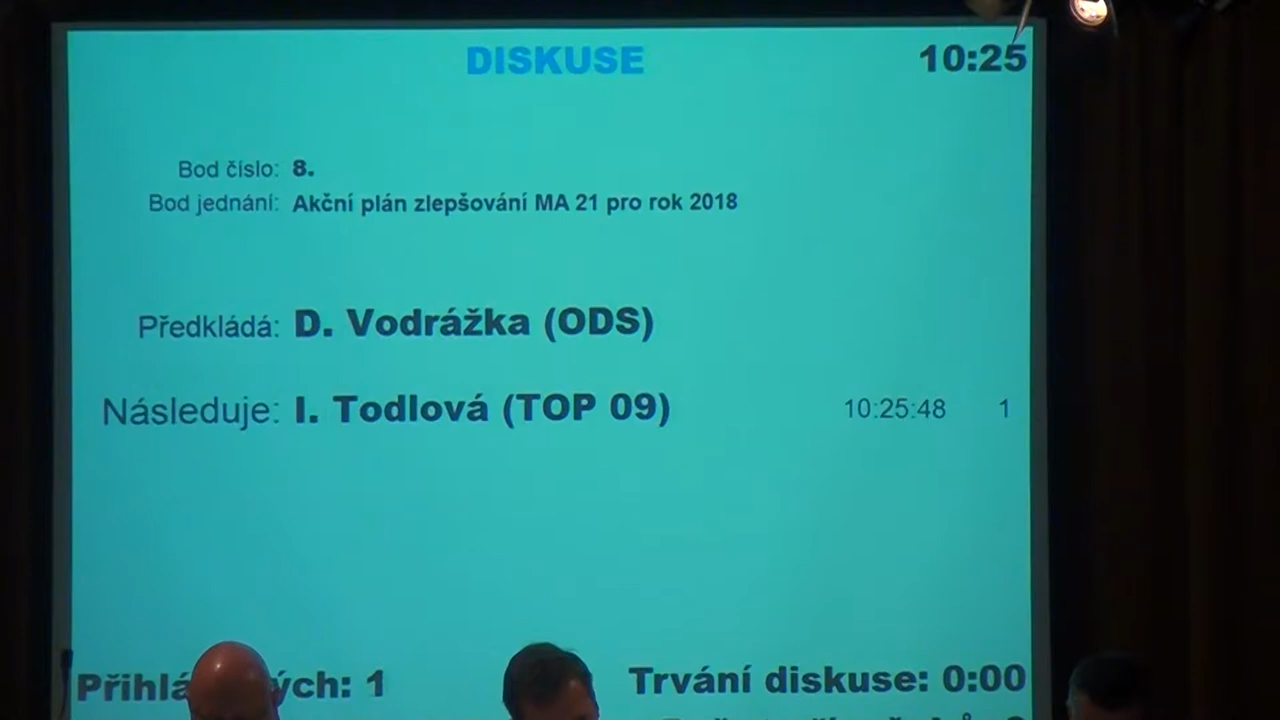 DISKUSE 10:25
Bod číslo: 8.
Bod jednání: Akční plán zlepšování MA 21 pro rok 2018
Předkládá: D. Vodrážka (ODS)
Následuje: I. Todlová (TOP 09) 10:25:48 1
1 Trvání diskuse: 0:00